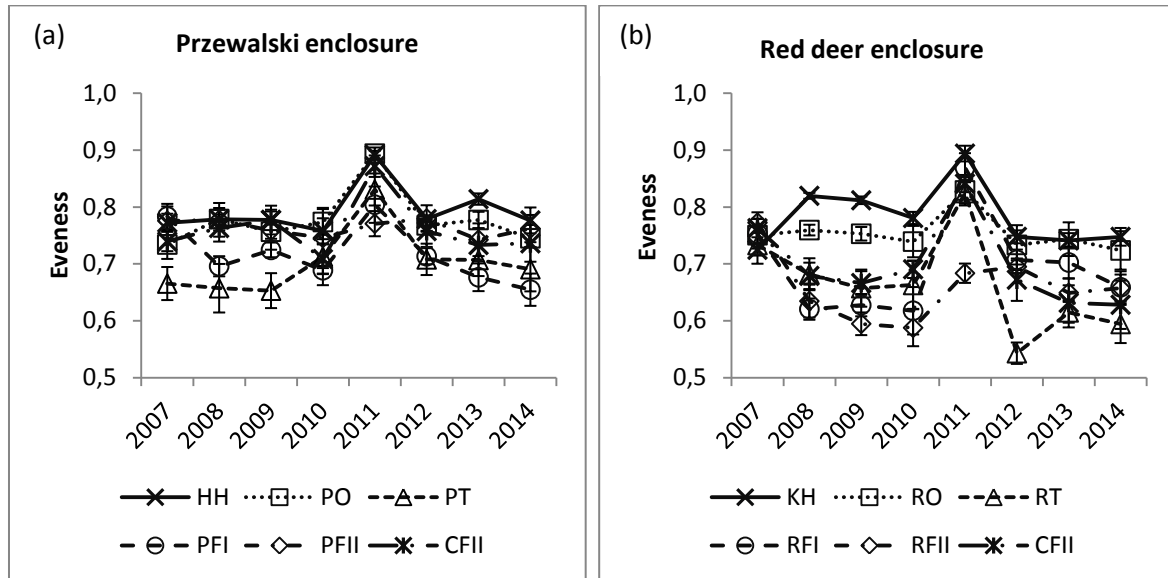 (a)
Przewalski enclosure
Eveness
1,0
0,9
0,8
0,7
0,6
0,5
2007 2008 2009 2010 2011 2012 2013 2014
HH PO PT
PFI PFII CFII
(b)
Red deer enclosure
Eveness
1,0
0,9
0,8
0,7
0,6
0,5
2007 2008 2009 2010 2011 2012 2013 2014
KH RO RT
RFI RFII CFII